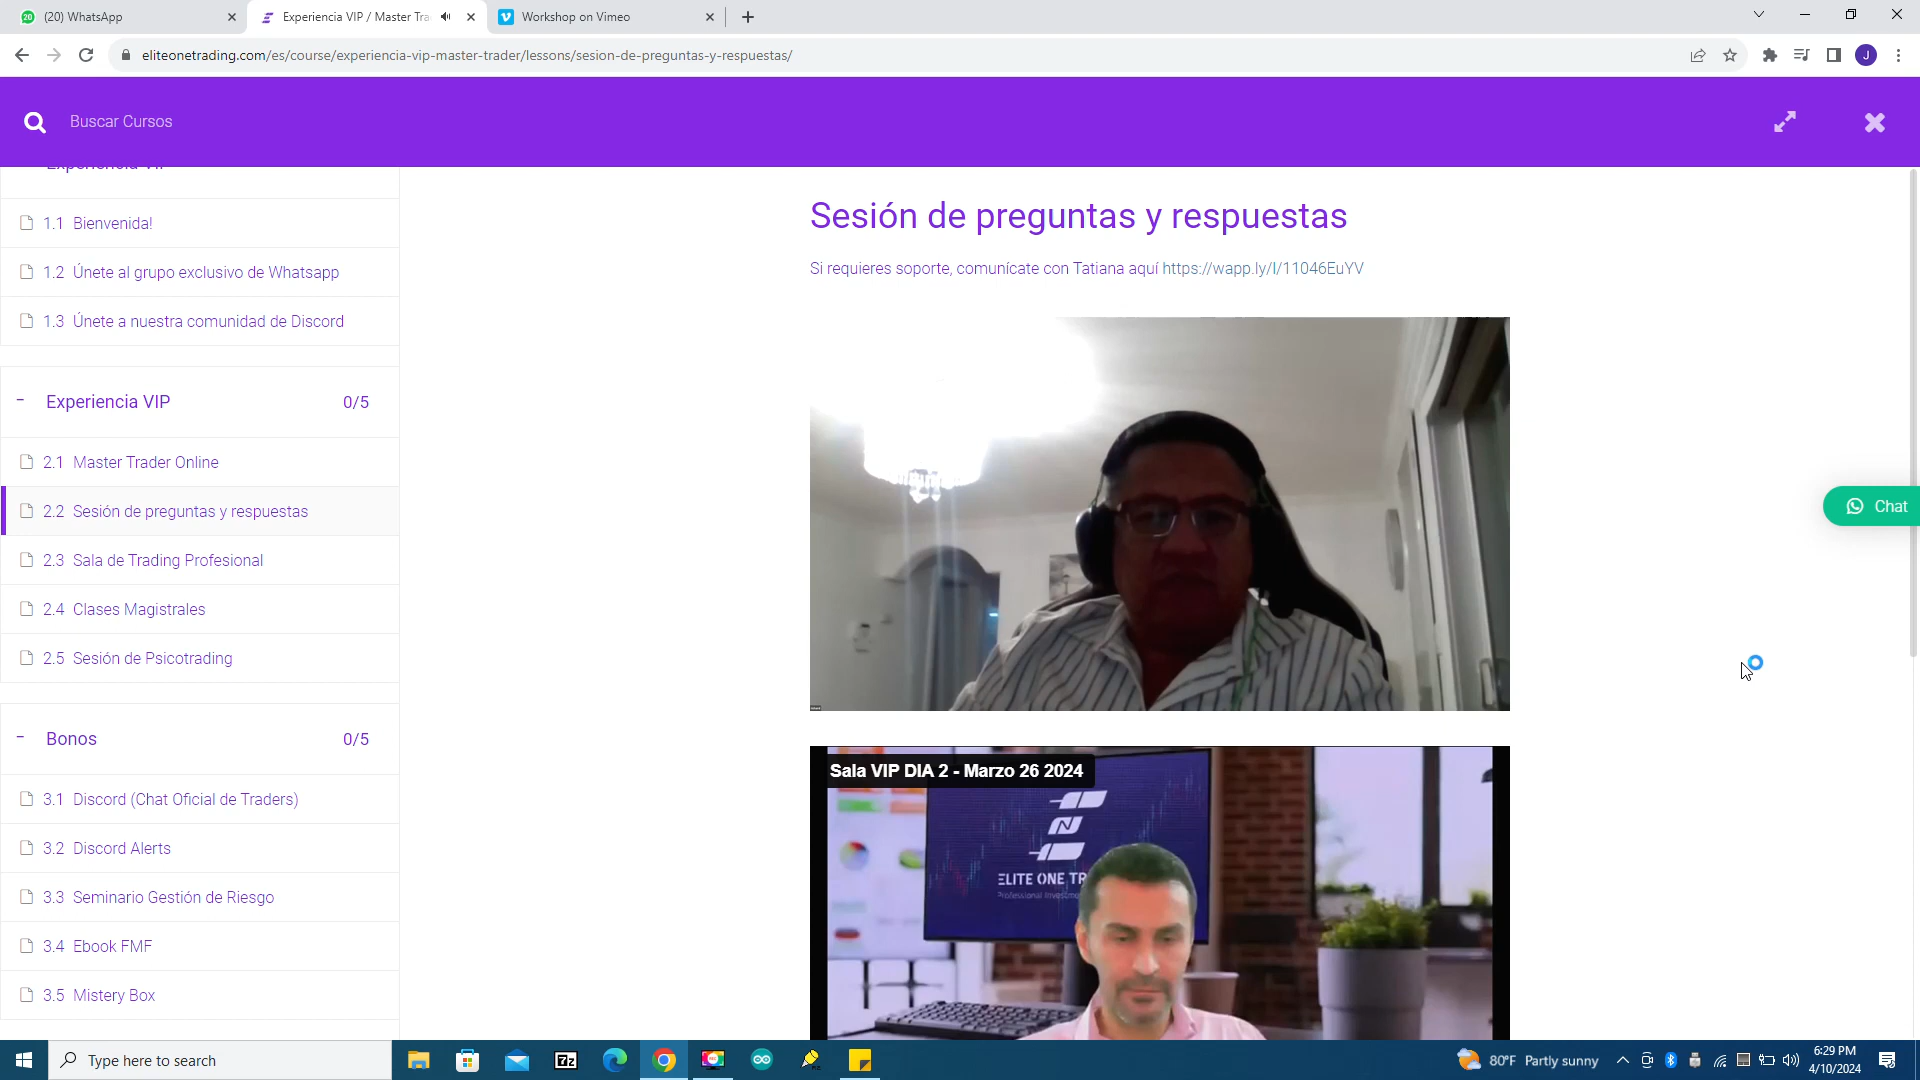 (20) WhatsApp
Experiencia VIP / Master Tra
Workshop on Vimeo
eliteonetrading.com/es/course/experiencia-vip-master-trader/lessons/sesion-de-preguntas-y-respuestas/
J
Buscar Cursos
1.1 Bienvenida!
1.2 Únete al grupo exclusivo de Whatsapp
1.3 Únete a nuestra comunidad de Discord
Experiencia VIP 0/5
2.1 Master Trader Online
2.2 Sesión de preguntas y respuestas
2.3 Sala de Trading Profesional
2.4 Clases Magistrales
2.5 Sesión de Psicotrading
Bonos 0/5
3.1 Discord (Chat Oficial de Traders)
3.2 Discord Alerts
3.3 Seminario Gestión de Riesgo
3.4 Ebook FMF
3.5 Mistery Box
Sesión de preguntas y respuestas
Si requieres soporte, comunícate con Tatiana aquí https://wapp.ly/l/11046EuYV
Sala VIP DIA 2 - Marzo 26 2024
ELITE ONE TR
Professional Investme
Chat
Type here to search
7z
80°F Partly sunny
6:29 PM
4/10/2024